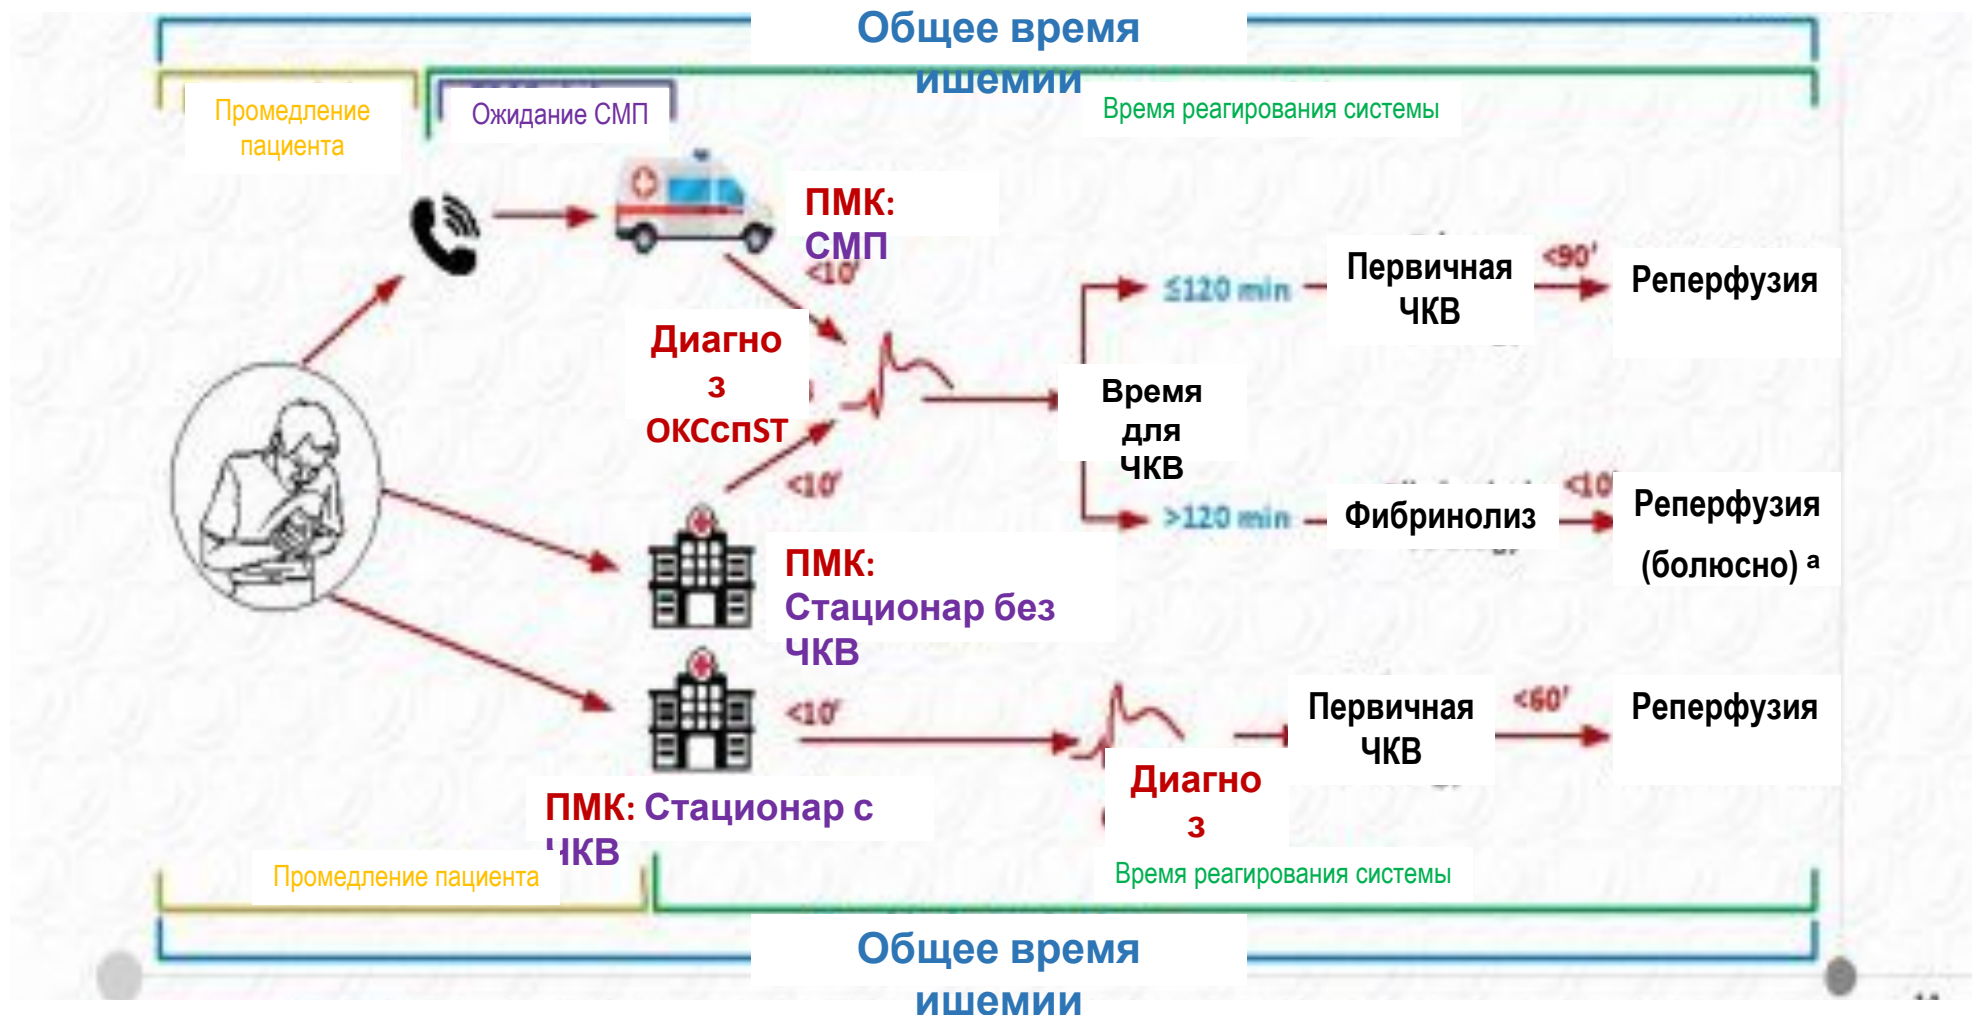 Общее время
ишемии
Промедление
пациента
Ожидание СМП
Время реагирования системы
ПМК:
СМП
<10'
Диагно
з
ОКСспST
<10'
Время
для
ЧКВ
≤120 min
Первичная
ЧКВ
<90'
Реперфузия
>120 min
Фибринолиз
<10'
Реперфузия
(болюсно) а
ПМК:
Стационар без
ЧКВ
<10'
Первичная
ЧКВ
<60'
Реперфузия
Диагно
з
ПМК: Стационар с
ЧКВ
Промедление пациента
Время реагирования системы
Общее время
ишемии